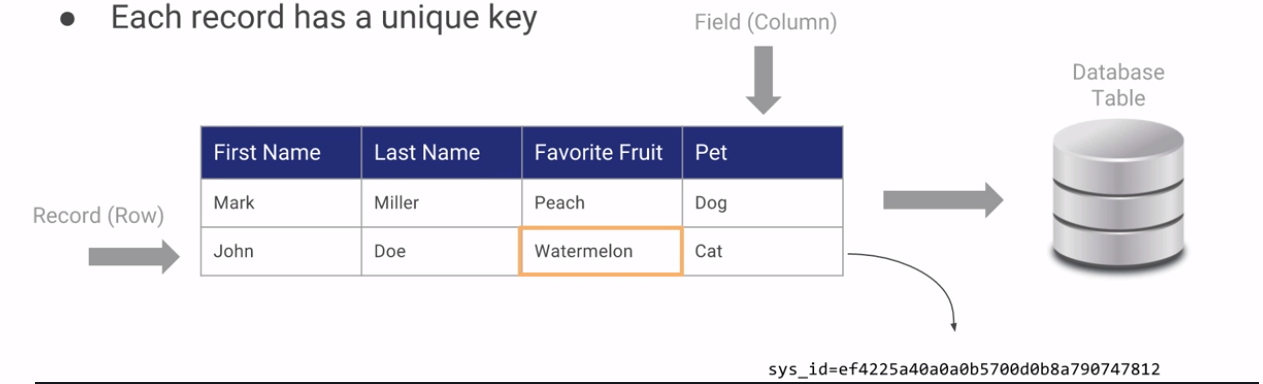 ● Each record has a unique key
Field (Column)
Database
Table
First Name Last Name Favorite Fruit Pet
Mark Miller Peach Dog
Record (Row)
John Doe Watermelon Cat
sys_id=ef4225a40a0a0b5700d0b8a790747812